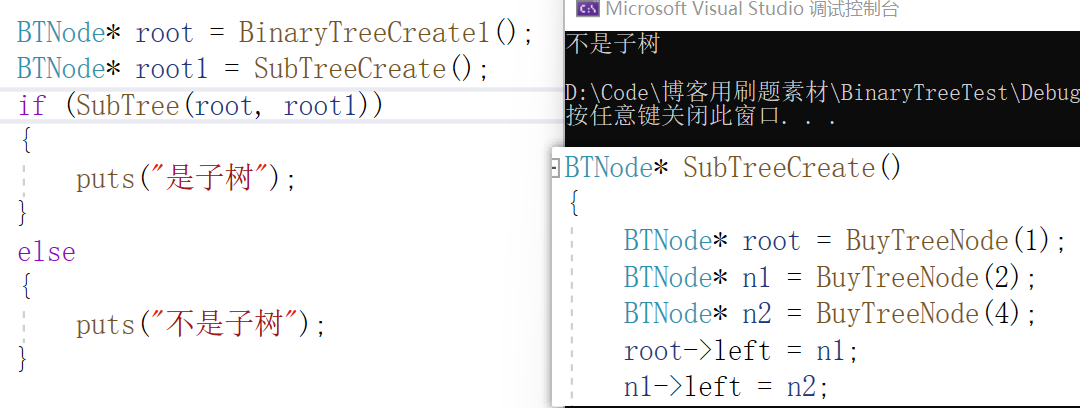 BTNode* root = BinaryTreeCreate1();
BTNode* root1 = SubTreeCreate();
if (SubTree(root, root1))
{
puts("是子树");
}
else
{
puts("不是子树");
}
Microsoft Visual Studio 调试控制台
不是子树
D:\Code\博客用刷题素材\BinaryTreeTest\Debug
按任意键关闭此窗口. . .
BTNode* SubTreeCreate()
{
BTNode* root = BuyTreeNode(1);
BTNode* n1 = BuyTreeNode(2);
BTNode* n2 = BuyTreeNode(4);
root->left = n1;
n1->left = n2;